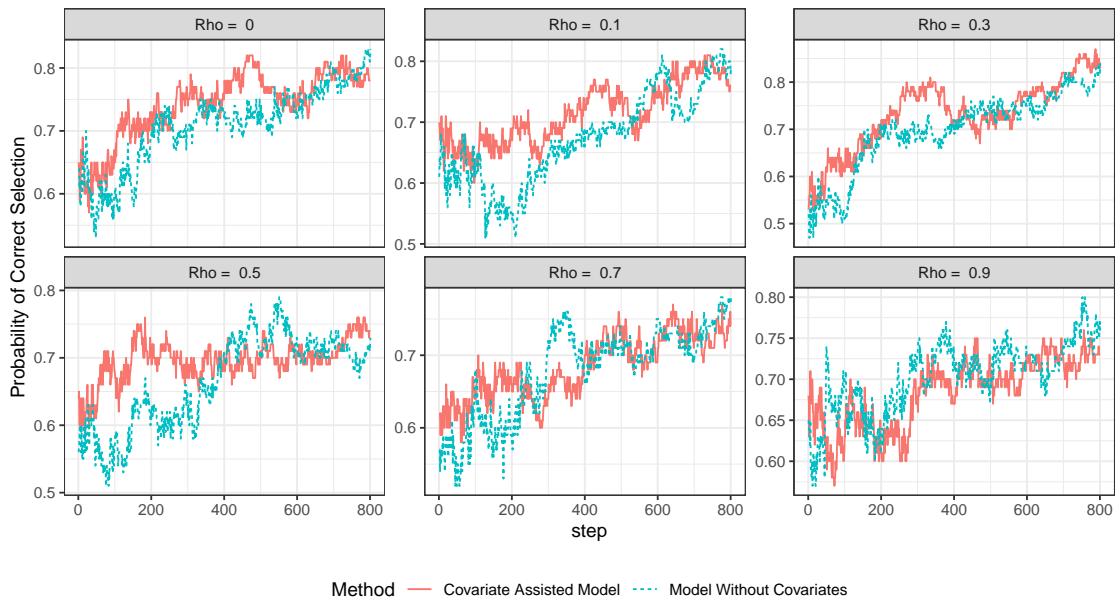 Rho = 0
Rho = 0.1
Rho = 0.3
0.8
0.7
0.6
0.8
0.7
0.6
0.5
0.8
0.7
0.6
0.5
Rho = 0.5
Rho = 0.7
Rho = 0.9
0.8
0.7
0.6
0.5
0.7
0.6
0.80
0.75
0.70
0.65
0.60
0 200 400 600 800
0 200 400 600 800
0 200 400 600 800
Probability of Correct Selection
step
Method Covariate Assisted Model Model Without Covariates